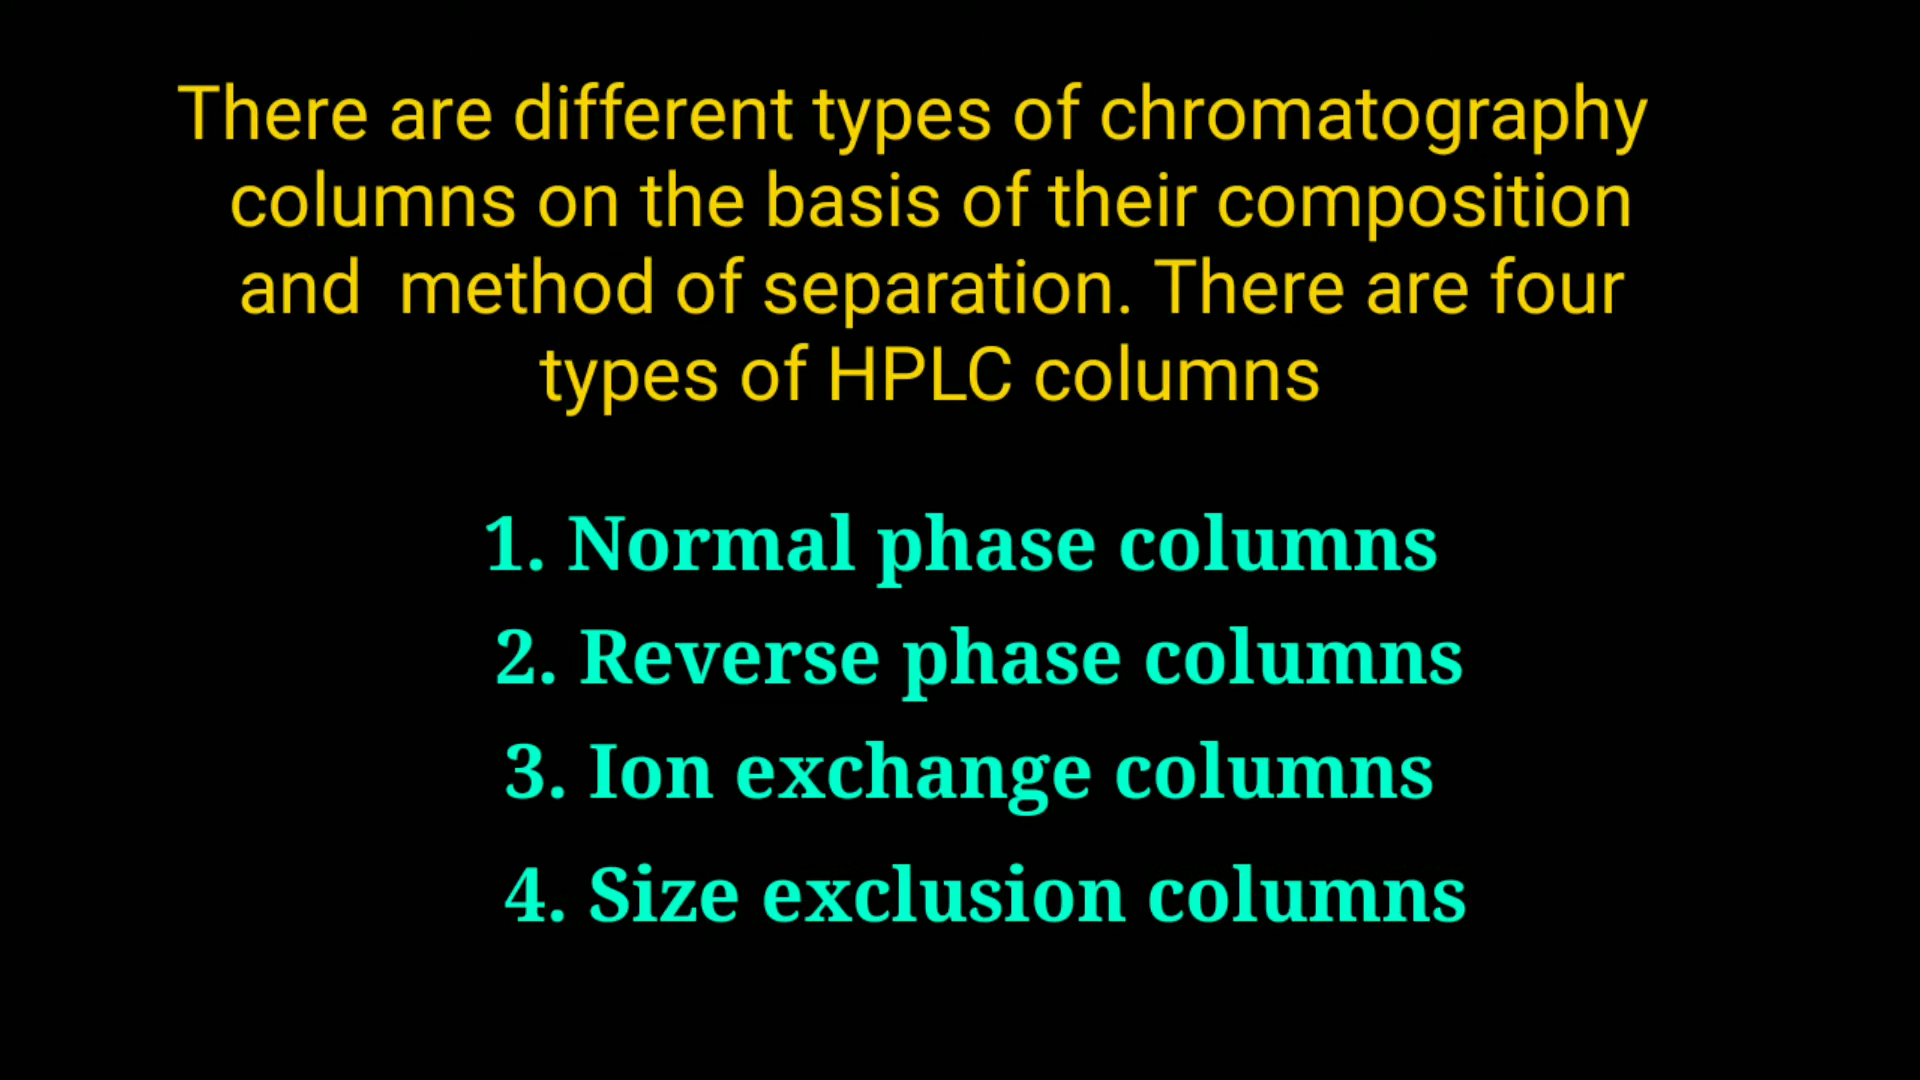 There are different types of chromatography
columns on the basis of their composition
and  method of separation. There are four
types of HPLC columns
1. Normal phase columns
2. Reverse phase columns
3. Ion exchange columns
4. Size exclusion columns